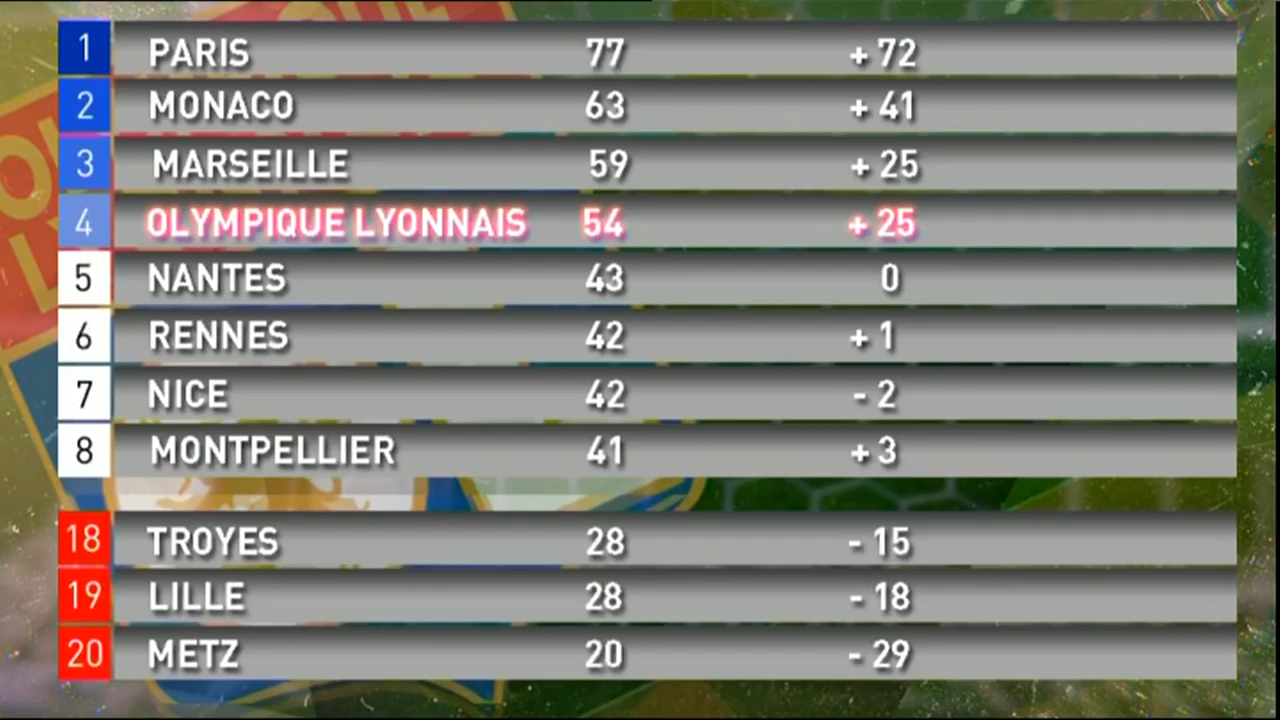 1 PARIS 77 + 72
2 MONACO 63 + 41
3 MARSEILLE 59 + 25
4 OLYMPIQUE LYONNAIS 54 + 25
5 NANTES 43 0
6 RENNES 42 + 1
7 NICE 42 - 2
8 MONTPELLIER 41 + 3
18 TROYES 28 - 15
19 LILLE 28 - 18
20 METZ 20 - 29